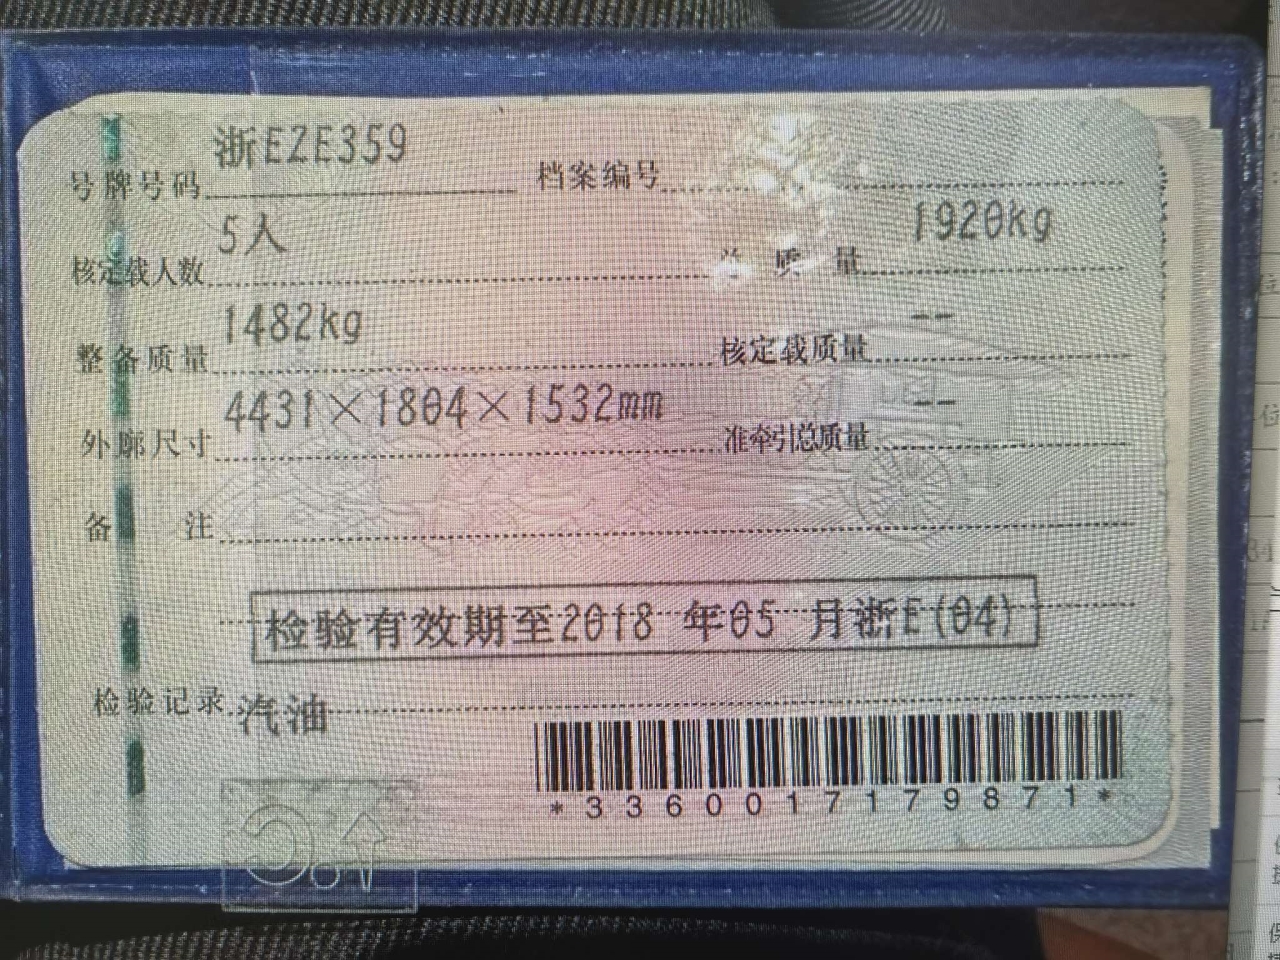 号牌号码 浙EZE359 档案编号
核定载人数 5人 总质量 1920kg
整备质量 1482kg 核定载质量 --
外廓尺寸 4431×1804×1532mm 准牵引总质量 --
备注
检验有效期至2018 年05 月浙E(04)
检验记录 汽油
*3360017179871*